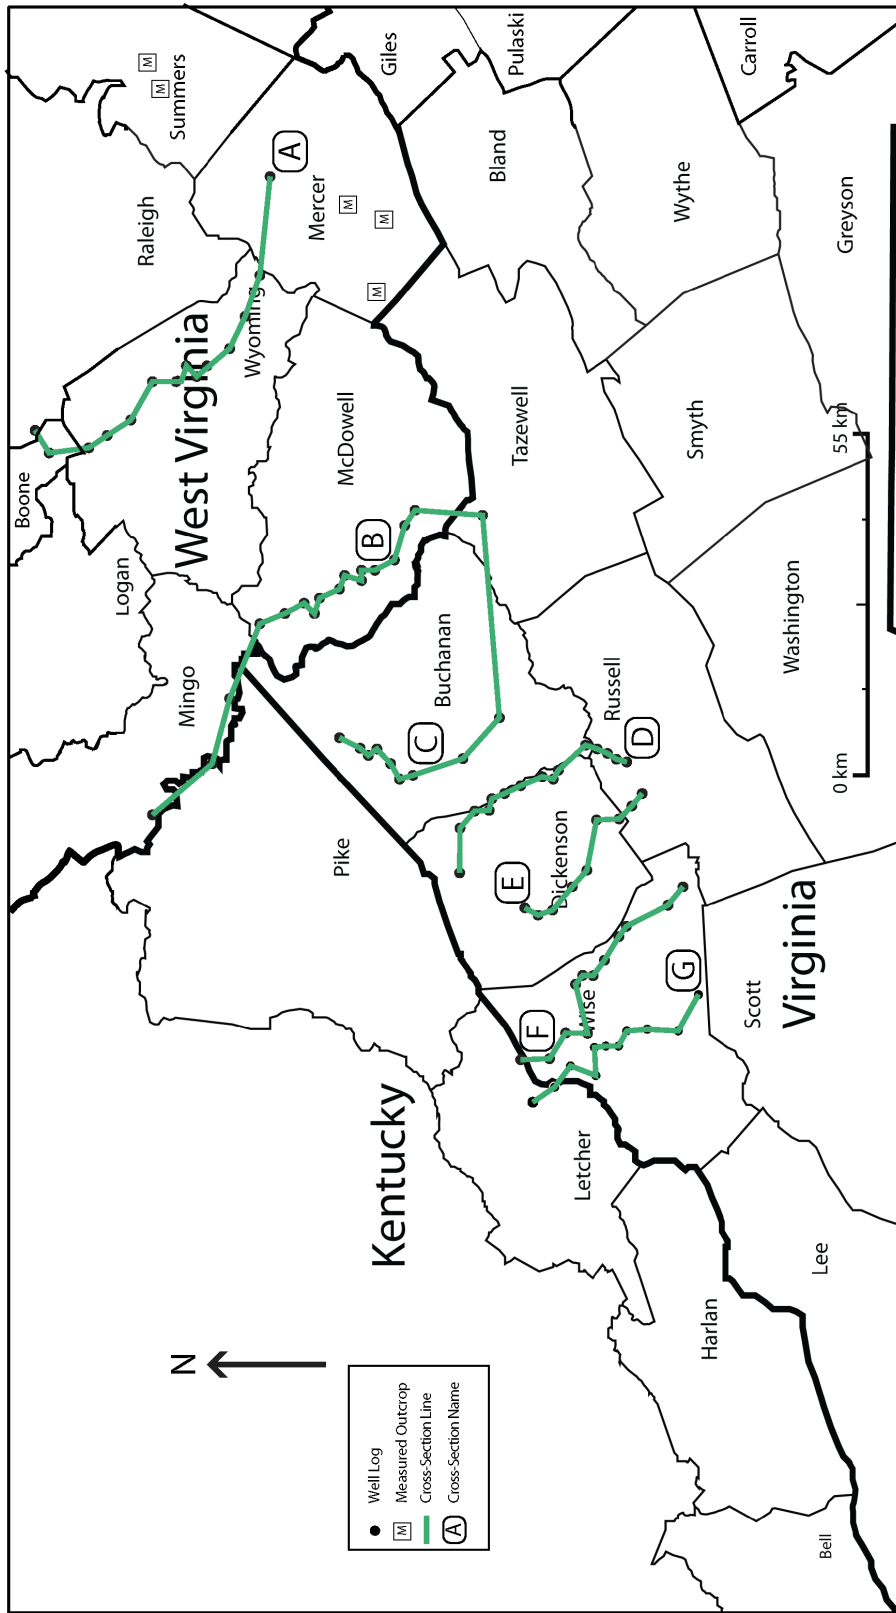 Boone
Logan
Mingo
Raleigh
Summers
M
M
West Virginia
Wyoming
A
Mercer
M
M
M
McDowell
B
Giles
Pulaski
Carroll
Bland
Wythe
Greyson
Tazewell
Smyth
Buchanan
C
Russell
D
Washington
0 km
55 km
Pike
E
Dickenson
F
Wise
G
Scott
Virginia
Kentucky
Letcher
Harlan
Lee
Bell
N
Well Log
M Measured Outcrop
Cross-Section Line
A Cross-Section Name